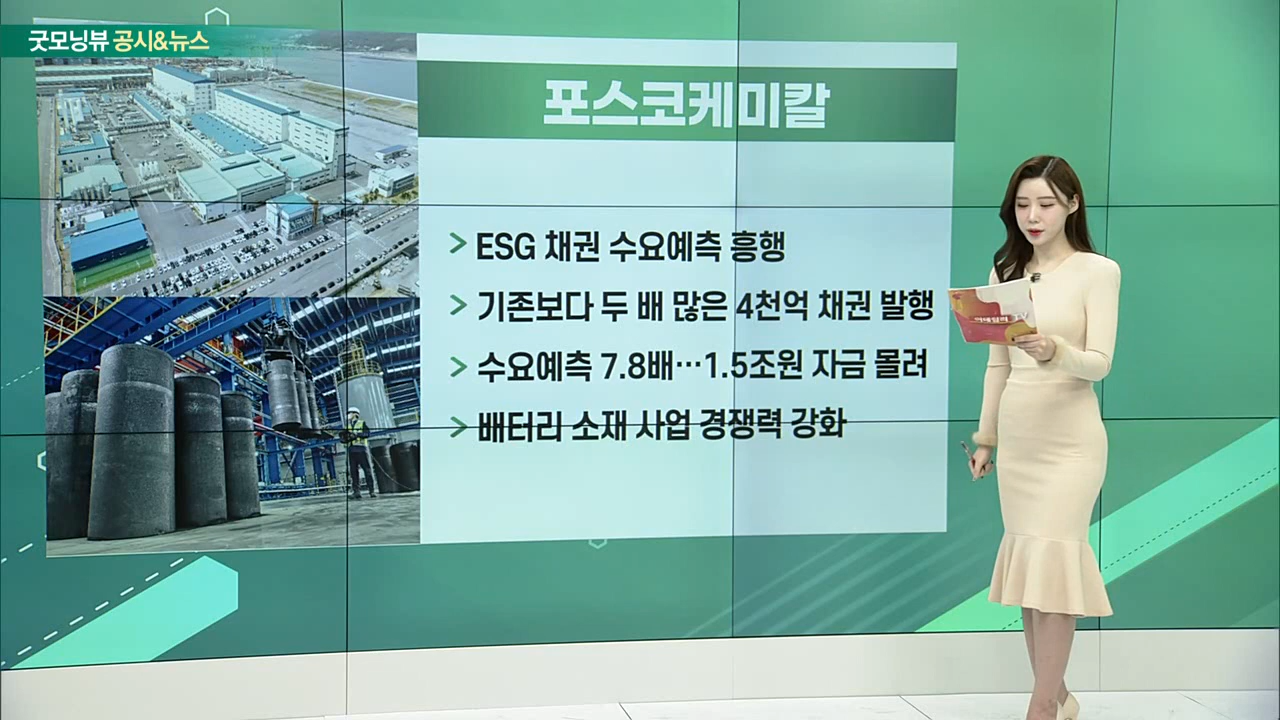 굿모닝뷰 공시&뉴스
포스코케미칼
> ESG 채권 수요예측 흥행
> 기존보다 두 배 많은 4천억 채권 발행
> 수요예측 7.8배…1.5조원 자금 몰려
> 배터리 소재 사업 경쟁력 강화